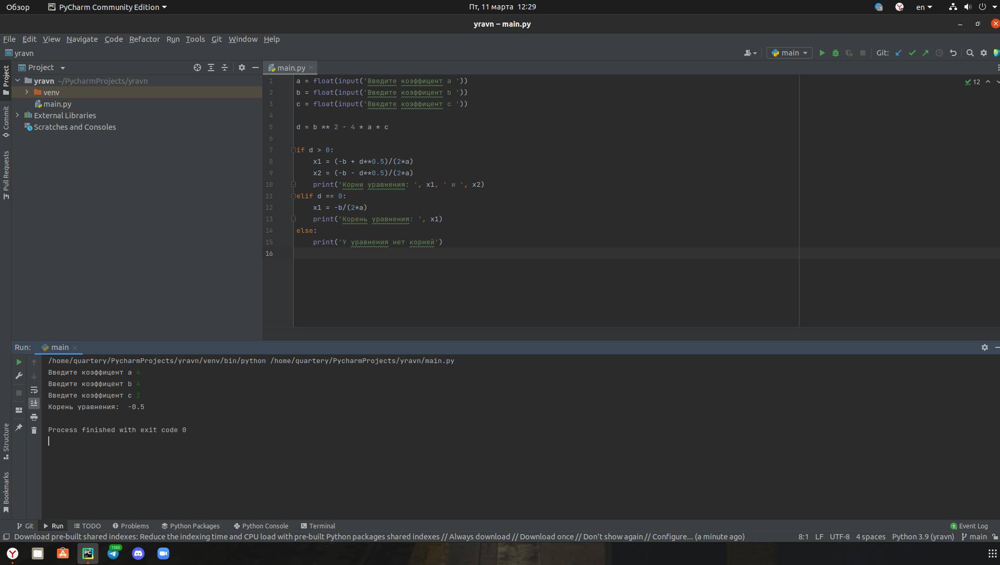 Обзор
PyCharm Community Edition
Пт, 11 марта 12:29
en
yravn – main.py
File Edit View Navigate Code Refactor Run Tools Git Window Help
yravn
main
Git:
Project
main.py
Project
yravn ~/PycharmProjects/yravn
venv
main.py
External Libraries
Scratches and Consoles
Commit
Pull Requests
Structure
Bookmarks
12
1 a = float(input('Введите коэффицент a '))
2 b = float(input('Введите коэффицент b '))
3 c = float(input('Введите коэффицент c '))
4
5 d = b ** 2 - 4 * a * c
6
7 if d > 0:
8 x1 = (-b + d**0.5)/(2*a)
9 x2 = (-b - d**0.5)/(2*a)
10 print('Корни уравнения: ', x1, ' и ', x2)
11 elif d == 0:
12 x1 = -b/(2*a)
13 print('Корень уравнения: ', x1)
14 else:
15 print('У уравнения нет корней')
16
Run: main
/home/quartery/PycharmProjects/yravn/venv/bin/python /home/quartery/PycharmProjects/yravn/main.py
Введите коэффицент a 4
Введите коэффицент b 4
Введите коэффицент c 1
Корень уравнения:  -0.5
Process finished with exit code 0
Git Run TODO Problems Python Packages Python Console Terminal
1 Event Log
Download pre-built shared indexes: Reduce the indexing time and CPU load with pre-built Python packages shared indexes // Always download // Download once // Don't show again // Configure... (a minute ago)
8:1 LF UTF-8 4 spaces Python 3.9 (yravn) main
PC
1565